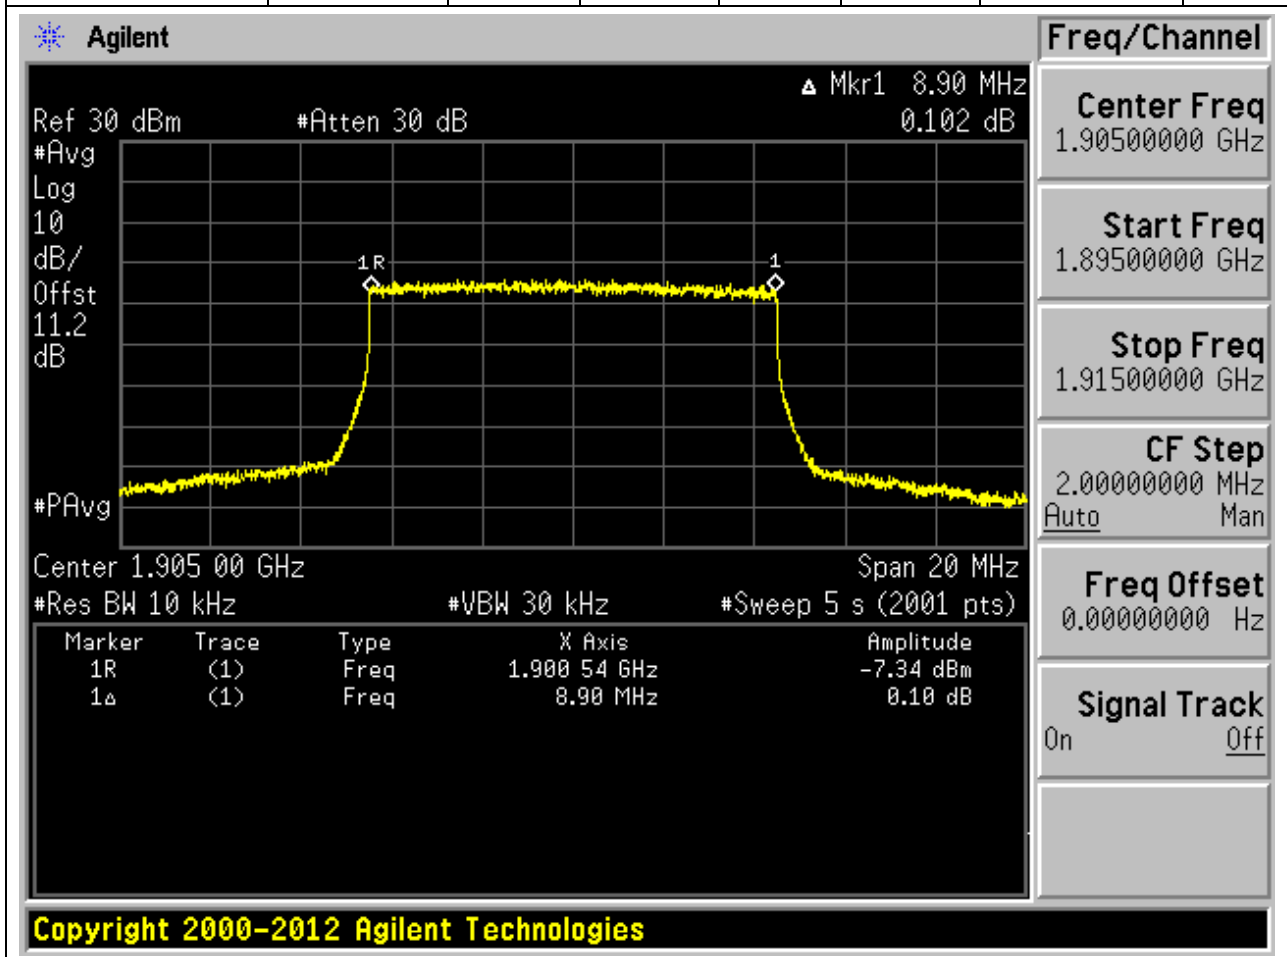 Agilent
Freq/Channel
▵ Mkr1 8.90 MHz
Ref 30 dBm #Atten 30 dB 0.102 dB
#Avg
Log
10
dB/
Offst
11.2
dB
1R
1
#PAvg
Center 1.905 00 GHz Span 20 MHz
#Res BW 10 kHz #VBW 30 kHz #Sweep 5 s (2001 pts)
Marker Trace Type X Axis Amplitude
1R (1) Freq 1.900 54 GHz -7.34 dBm
1▵ (1) Freq 8.90 MHz 0.10 dB
Center Freq
1.90500000 GHz
Start Freq
1.89500000 GHz
Stop Freq
1.91500000 GHz
CF Step
2.00000000 MHz
Auto Man
Freq Offset
0.00000000 Hz
Signal Track
On Off
Copyright 2000-2012 Agilent Technologies